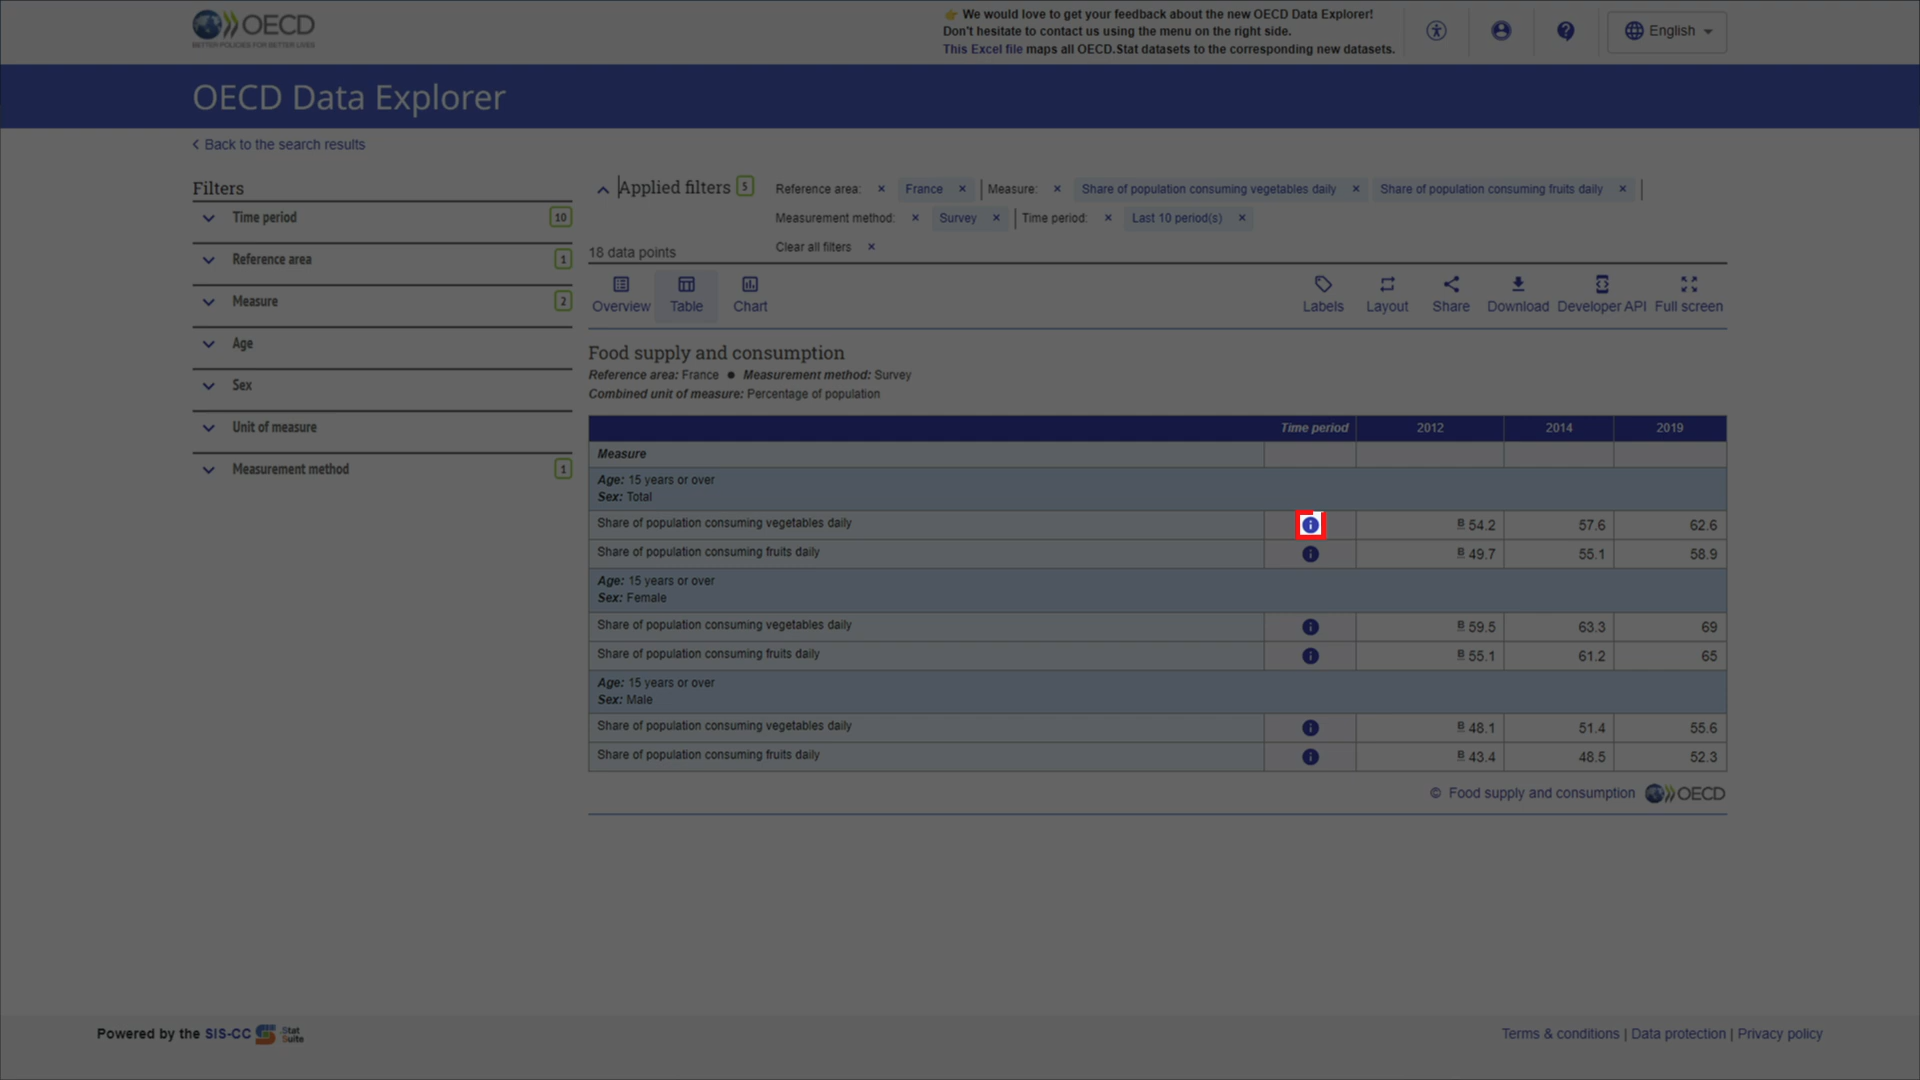 OECD
BETTER POLICIES FOR BETTER LIVES
We would love to get your feedback about the new OECD Data Explorer!
Don't hesitate to contact us using the menu on the right side.
This Excel file maps all OECD.Stat datasets to the corresponding new datasets.
English
OECD Data Explorer
Back to the search results
Filters
Time period 10
Reference area 1
Measure 2
Age
Sex
Unit of measure
Measurement method 1
Applied filters 5
Reference area: × France × | Measure: × Share of population consuming vegetables daily × Share of population consuming fruits daily × |
Measurement method: × Survey × | Time period: × Last 10 period(s) ×
Clear all filters ×
18 data points
Overview Table Chart Labels Layout Share Download Developer API Full screen
Food supply and consumption
Reference area: France ● Measurement method: Survey
Combined unit of measure: Percentage of population
Time period 2012 2014 2019
Measure
Age: 15 years or over
Sex: Total
Share of population consuming vegetables daily i B 54.2 57.6 62.6
Share of population consuming fruits daily i B 49.7 55.1 58.9
Age: 15 years or over
Sex: Female
Share of population consuming vegetables daily i B 59.5 63.3 69
Share of population consuming fruits daily i B 55.1 61.2 65
Age: 15 years or over
Sex: Male
Share of population consuming vegetables daily i B 48.1 51.4 55.6
Share of population consuming fruits daily i B 43.4 48.5 52.3
© Food supply and consumption OECD
Powered by the SIS-CC .Stat Suite
Terms & conditions | Data protection | Privacy policy